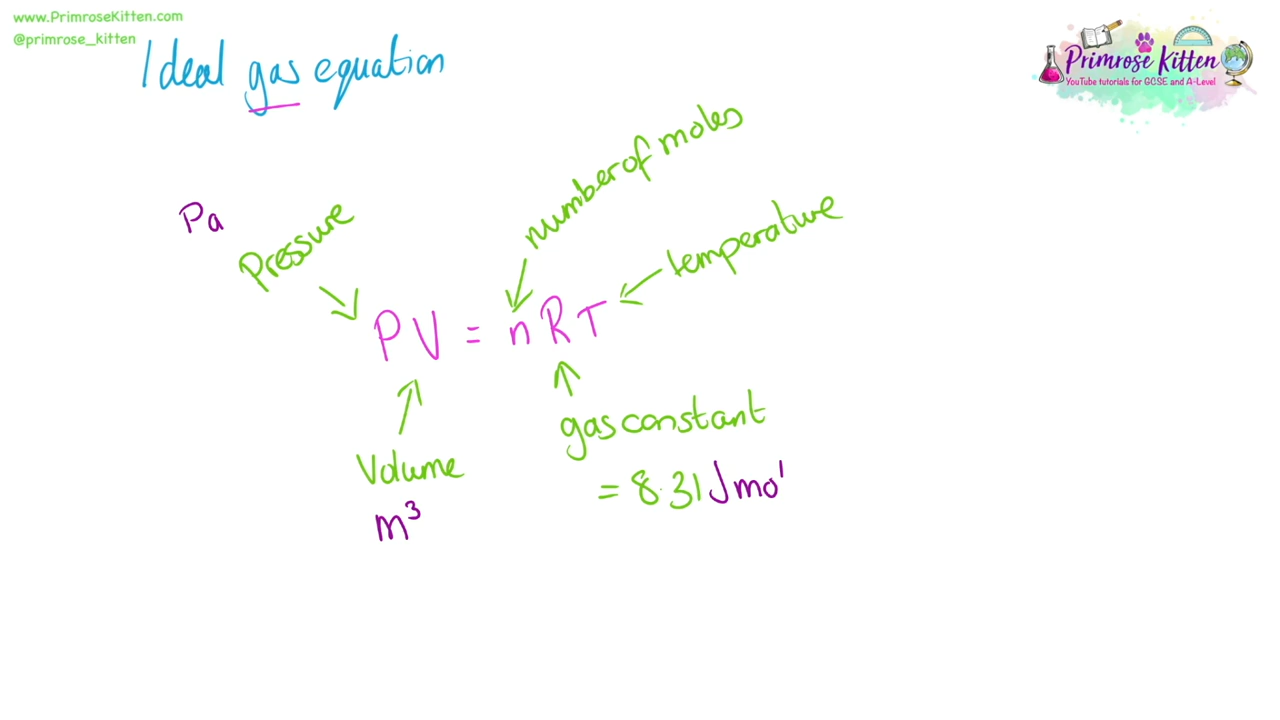 www.PrimroseKitten.com
@primrose_kitten
Ideal gas equation
Primrose Kitten
YouTube tutorials for GCSE and A-Level
number of moles
Pa
Pressure
temperature
PV = nRT
gas constant
Volume
= 8.31 Jmol
m³